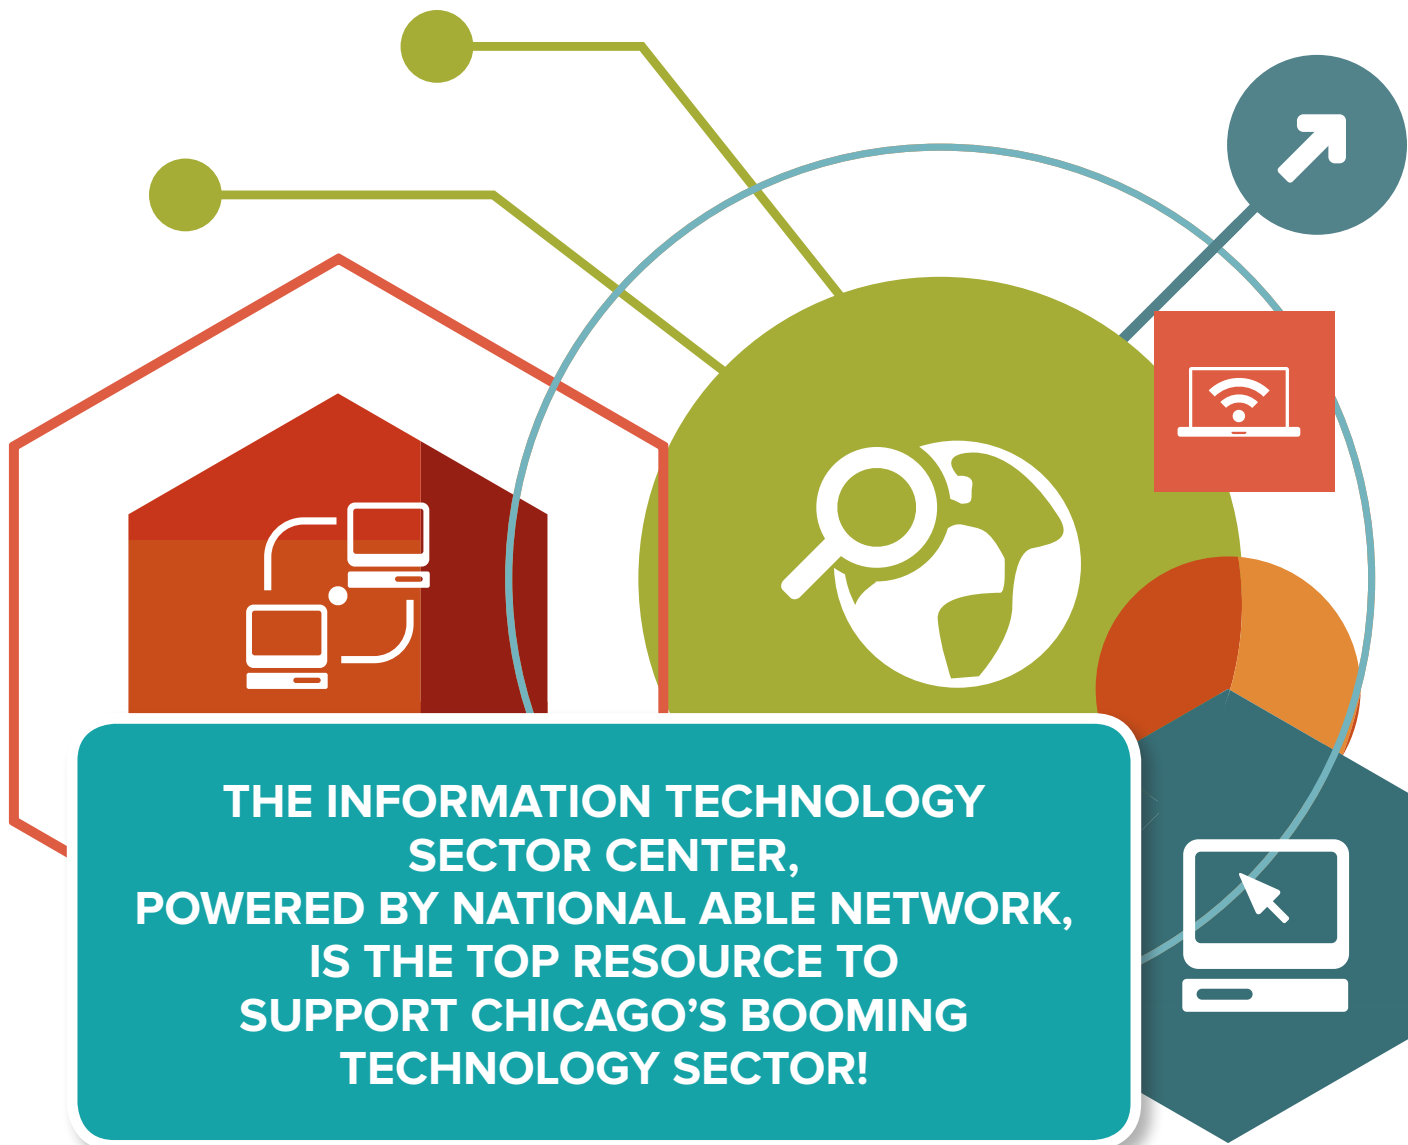 THE INFORMATION TECHNOLOGY
SECTOR CENTER,
POWERED BY NATIONAL ABLE NETWORK,
IS THE TOP RESOURCE TO
SUPPORT CHICAGO’S BOOMING
TECHNOLOGY SECTOR!